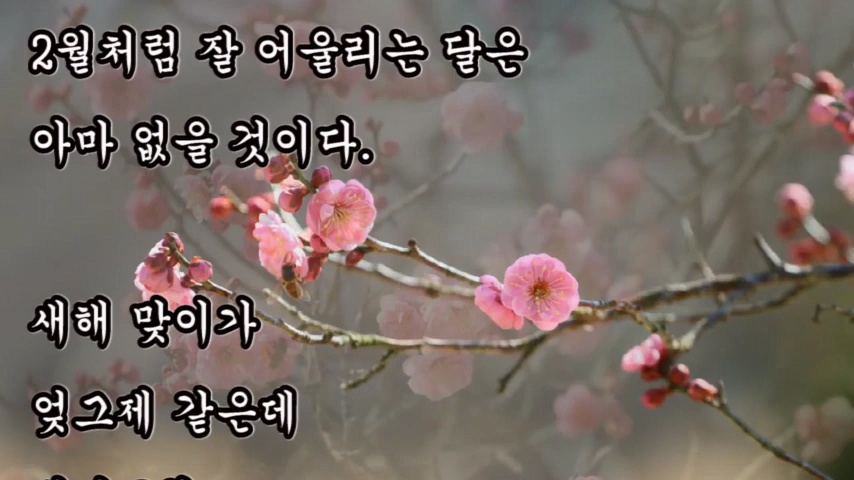 2월처럼 잘 어울리는 달은
아마 없을 것이다.
새해 맞이가
엊그제 같은데